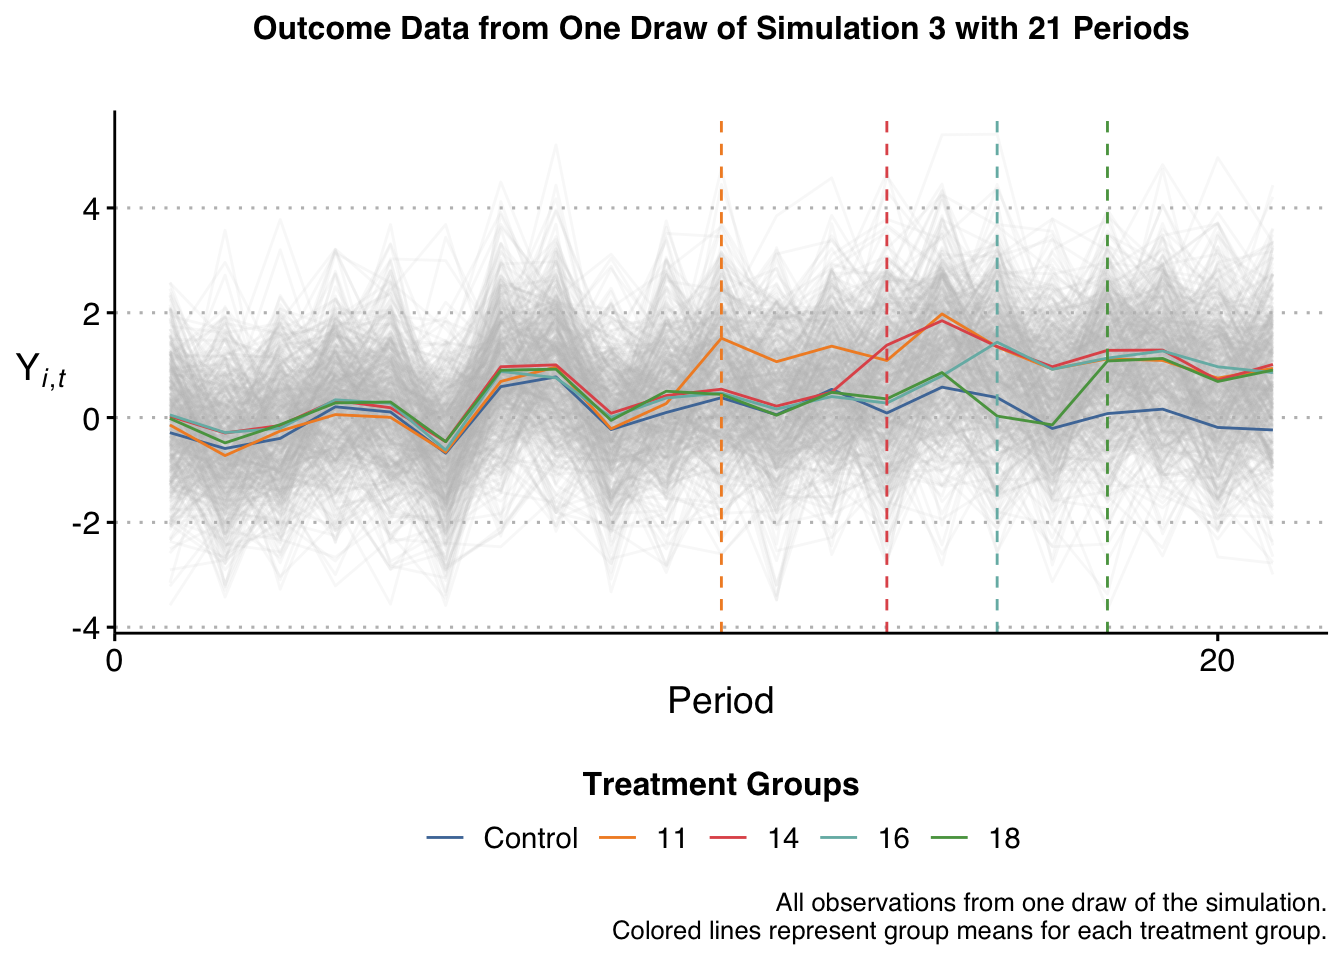 Outcome Data from One Draw of Simulation 3 with 21 Periods
Y i,t
4
2
0
-2
-4
0 20
Period
Treatment Groups
Control 11 14 16 18
All observations from one draw of the simulation.
Colored lines represent group means for each treatment group.